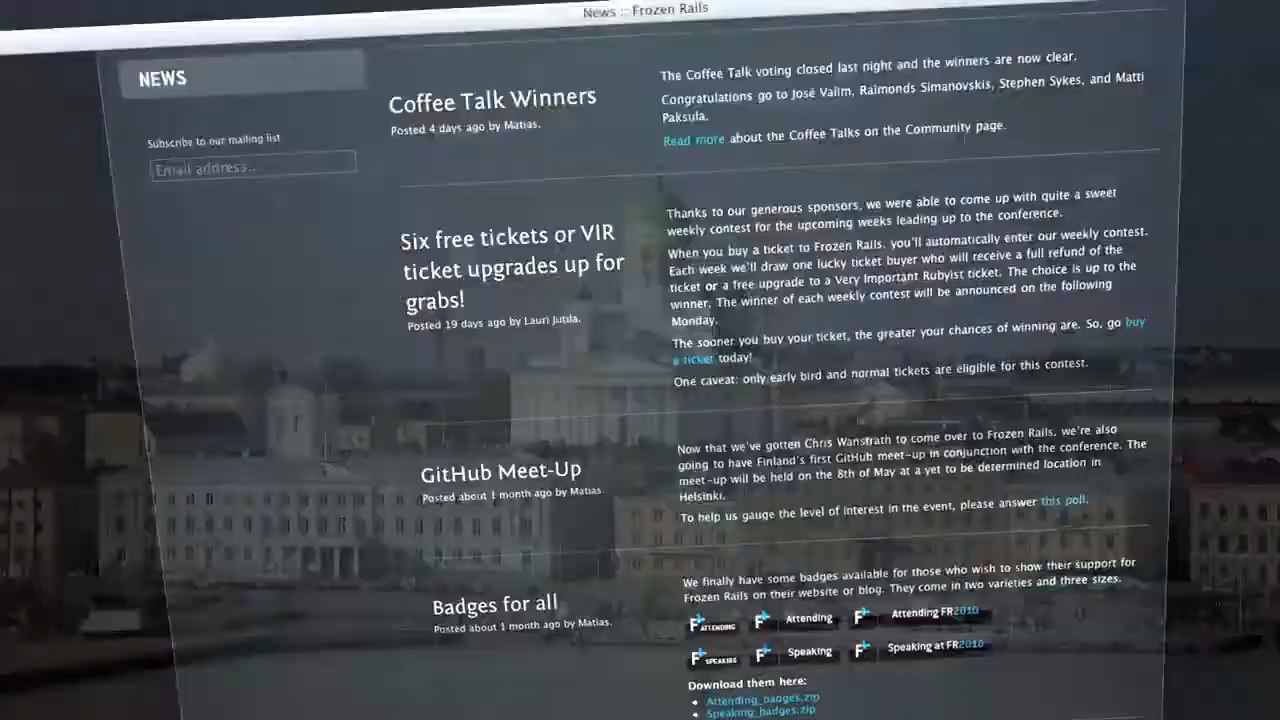 News :: Frozen Rails
NEWS
Subscribe to our mailing list
Email address..
Coffee Talk Winners
Posted 4 days ago by Matias.
The Coffee Talk voting closed last night and the winners are now clear.
Congratulations go to José Valim, Raimonds Simanovskis, Stephen Sykes, and Matti
Paksula.
Read more about the Coffee Talks on the Community page.
Six free tickets or VIR
ticket upgrades up for
grabs!
Posted 19 days ago by Lauri Jutila.
Thanks to our generous sponsors, we were able to come up with quite a sweet
weekly contest for the upcoming weeks leading up to the conference.
When you buy a ticket to Frozen Rails, you'll automatically enter our weekly contest.
Each week we'll draw one lucky ticket buyer who will receive a full refund of the
ticket or a free upgrade to a Very Important Rubyist ticket. The choice is up to the
winner. The winner of each weekly contest will be announced on the following
Monday.
The sooner you buy your ticket, the greater your chances of winning are. So, go buy
a ticket today!
One caveat: only early bird and normal tickets are eligible for this contest.
GitHub Meet-Up
Posted about 1 month ago by Matias.
Now that we've gotten Chris Wanstrath to come over to Frozen Rails, we're also
going to have Finland's first GitHub meet-up in conjunction with the conference. The
meet-up will be held on the 8th of May at a yet to be determined location in
Helsinki.
To help us gauge the level of interest in the event, please answer this poll.
Badges for all
Posted about 1 month ago by Matias.
We finally have some badges available for those who wish to show their support for
Frozen Rails on their website or blog. They come in two varieties and three sizes.
F ATTENDING F Attending F Attending FR2010
F SPEAKING F Speaking F Speaking at FR2010
Download them here:
• Attending_badges.zip
• Speaking_badges.zip